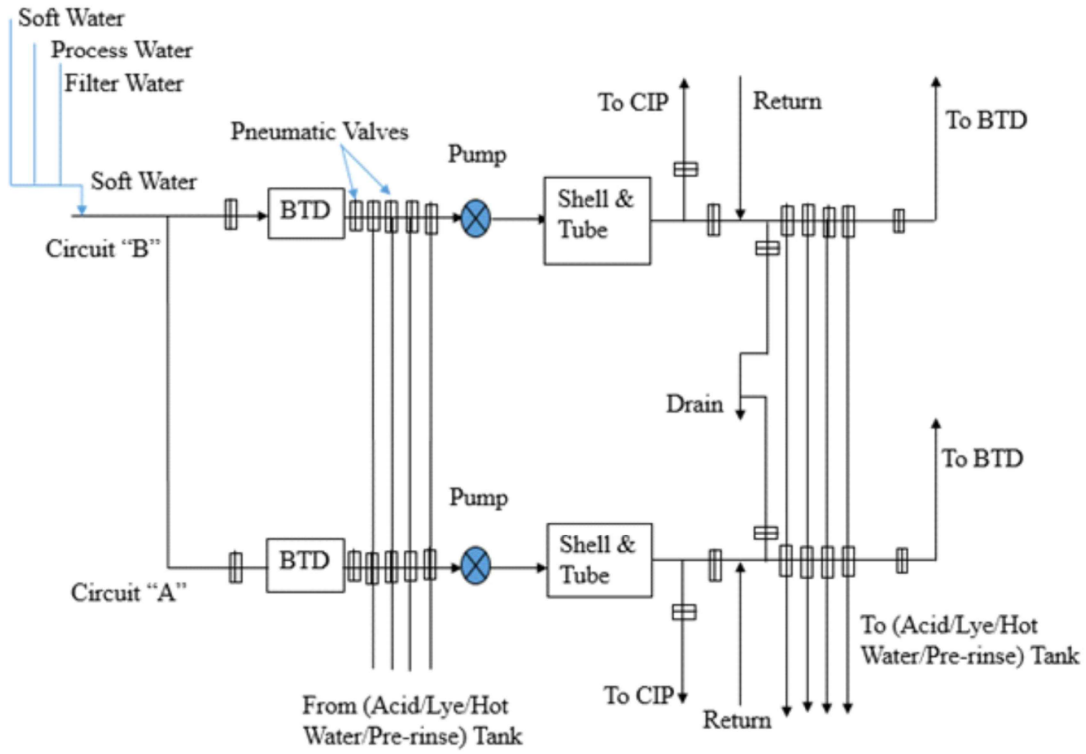 Soft Water
Process Water
Filter Water
Soft Water
Circuit “B”
Pneumatic Valves
BTD
Pump
Shell &
Tube
To CIP
Return
To BTD
Drain
To BTD
Circuit “A”
BTD
Pump
Shell &
Tube
To CIP
Return
From (Acid/Lye/Hot
Water/Pre-rinse) Tank
To (Acid/Lye/Hot
Water/Pre-rinse) Tank